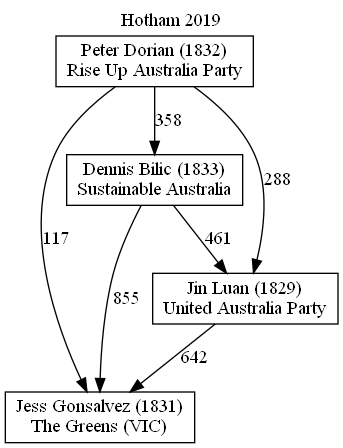 Hotham 2019
Peter Dorian (1832)
Rise Up Australia Party
358
Dennis Bilic (1833)
Sustainable Australia
288
117
461
Jin Luan (1829)
United Australia Party
855
642
Jess Gonsalvez (1831)
The Greens (VIC)